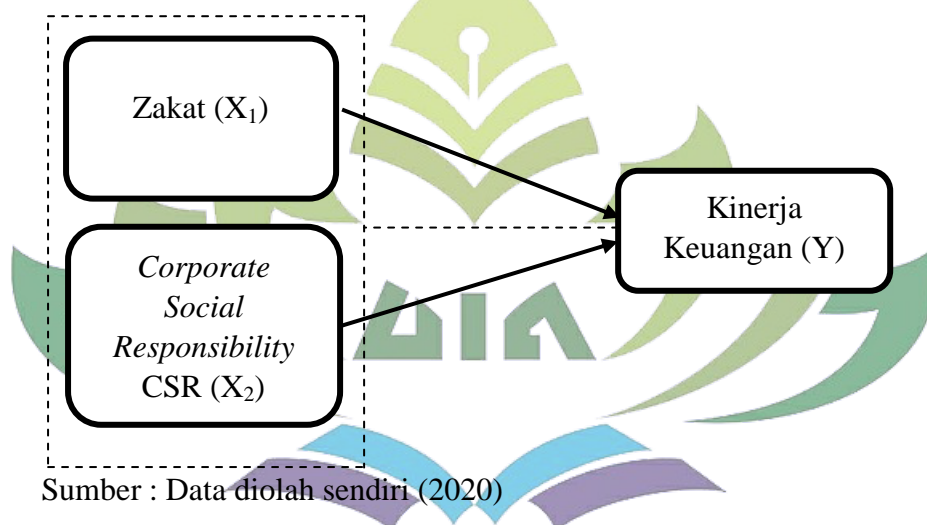 Zakat (X₁)
Kinerja
Keuangan (Y)
Corporate
Social
Responsibility
CSR (X₂)
Sumber : Data diolah sendiri (2020)